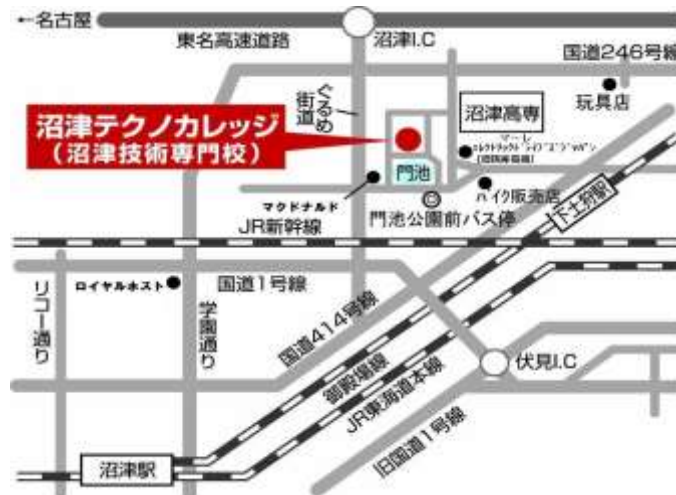 ←名古屋
東名高速道路
沼津I.C
国道246号線
玩具店
ぐるめ
街道
沼津高専
沼津テクノカレッジ
(沼津技術専門校)
門池
マーレ
マクドナルド
バイク販売店
門池公園前バス停
下土狩駅
JR新幹線
ロイヤルホスト
国道1号線
リコー通り
学園通り
国道414号線
御殿場線
JR東海道本線
伏見I.C
旧国道1号線
沼津駅